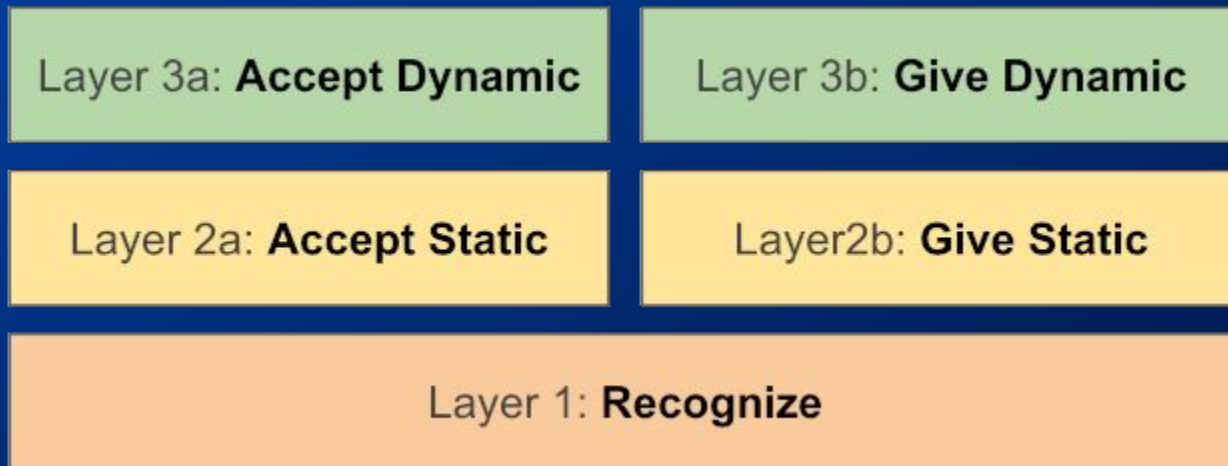 Layer 3a: Accept Dynamic
Layer 3b: Give Dynamic
Layer 2a: Accept Static
Layer2b: Give Static
Layer 1: Recognize